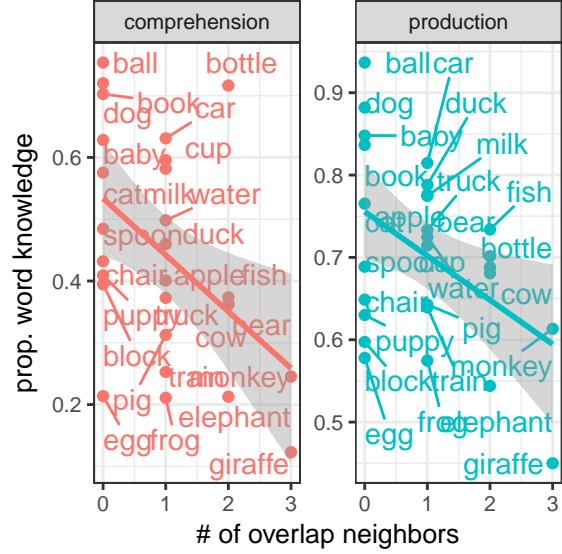 comprehension
production
prop. word knowledge
0.6
0.4
0.2
ball
bottle
book
car
dog
cup
baby
cat
milk
water
spoon
duck
chair
apple
fish
puppy
truck
bear
block
cow
train
monkey
pig
elephant
egg
frog
giraffe
0
1
2
3
0.9
0.8
0.7
0.6
0.5
ball
car
dog
duck
baby
milk
book
truck
fish
cat
apple
bear
bottle
spoon
cup
water
cow
chair
pig
puppy
monkey
block
train
frog
elephant
egg
giraffe
0
1
2
3
# of overlap neighbors